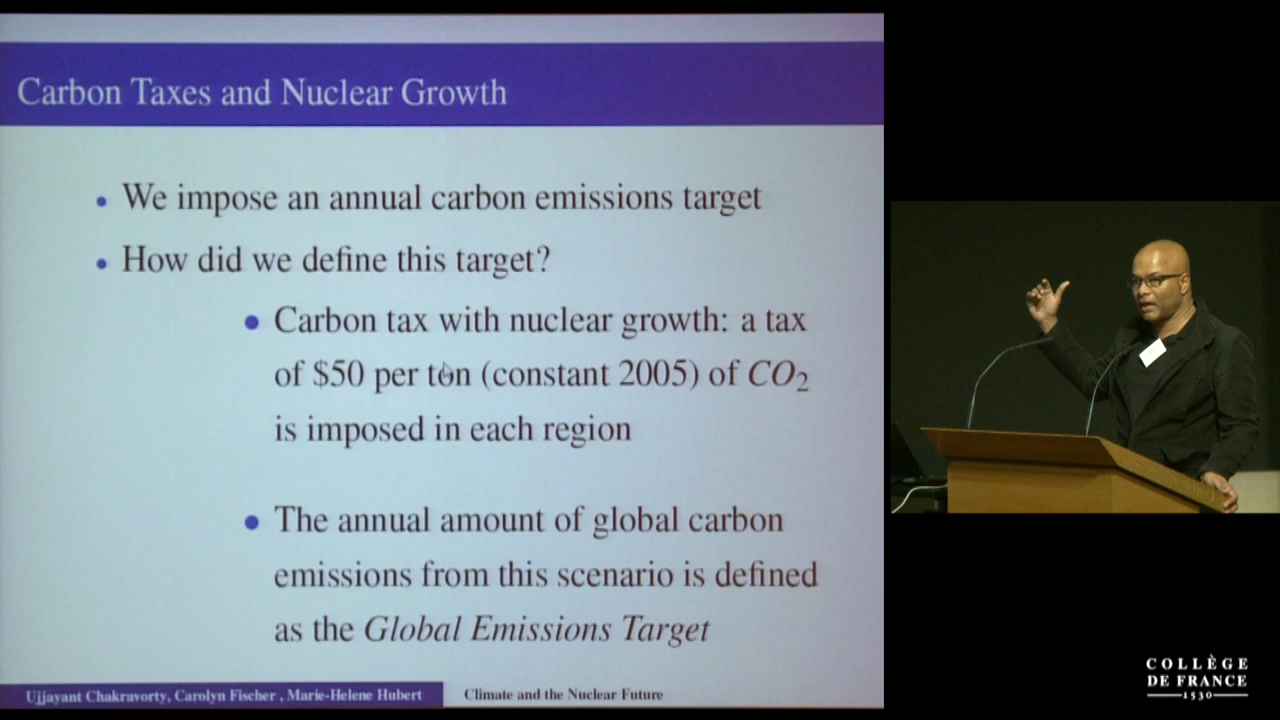 Carbon Taxes and Nuclear Growth
We impose an annual carbon emissions target
How did we define this target?
Carbon tax with nuclear growth: a tax
of $50 per ton (constant 2005) of CO₂
is imposed in each region
The annual amount of global carbon
emissions from this scenario is defined
as the Global Emissions Target
Ujjayant Chakravorty, Carolyn Fischer , Marie-Helene Hubert
Climate and the Nuclear Future
COLLÈGE
DE FRANCE
1530